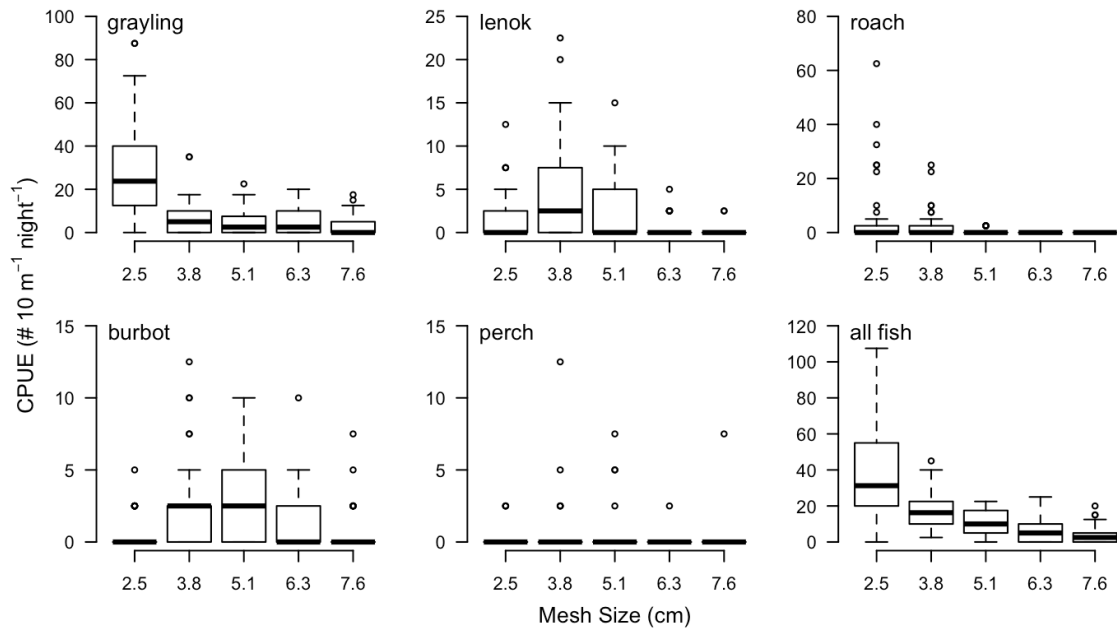 grayling
100
80
60
40
20
0
2.5 3.8 5.1 6.3 7.6
lenok
25
20
15
10
5
0
2.5 3.8 5.1 6.3 7.6
roach
80
60
40
20
0
2.5 3.8 5.1 6.3 7.6
CPUE (# 10 m⁻¹ night⁻¹)
burbot
15
10
5
0
2.5 3.8 5.1 6.3 7.6
perch
15
10
5
0
2.5 3.8 5.1 6.3 7.6
all fish
120
100
80
60
40
20
0
2.5 3.8 5.1 6.3 7.6
Mesh Size (cm)